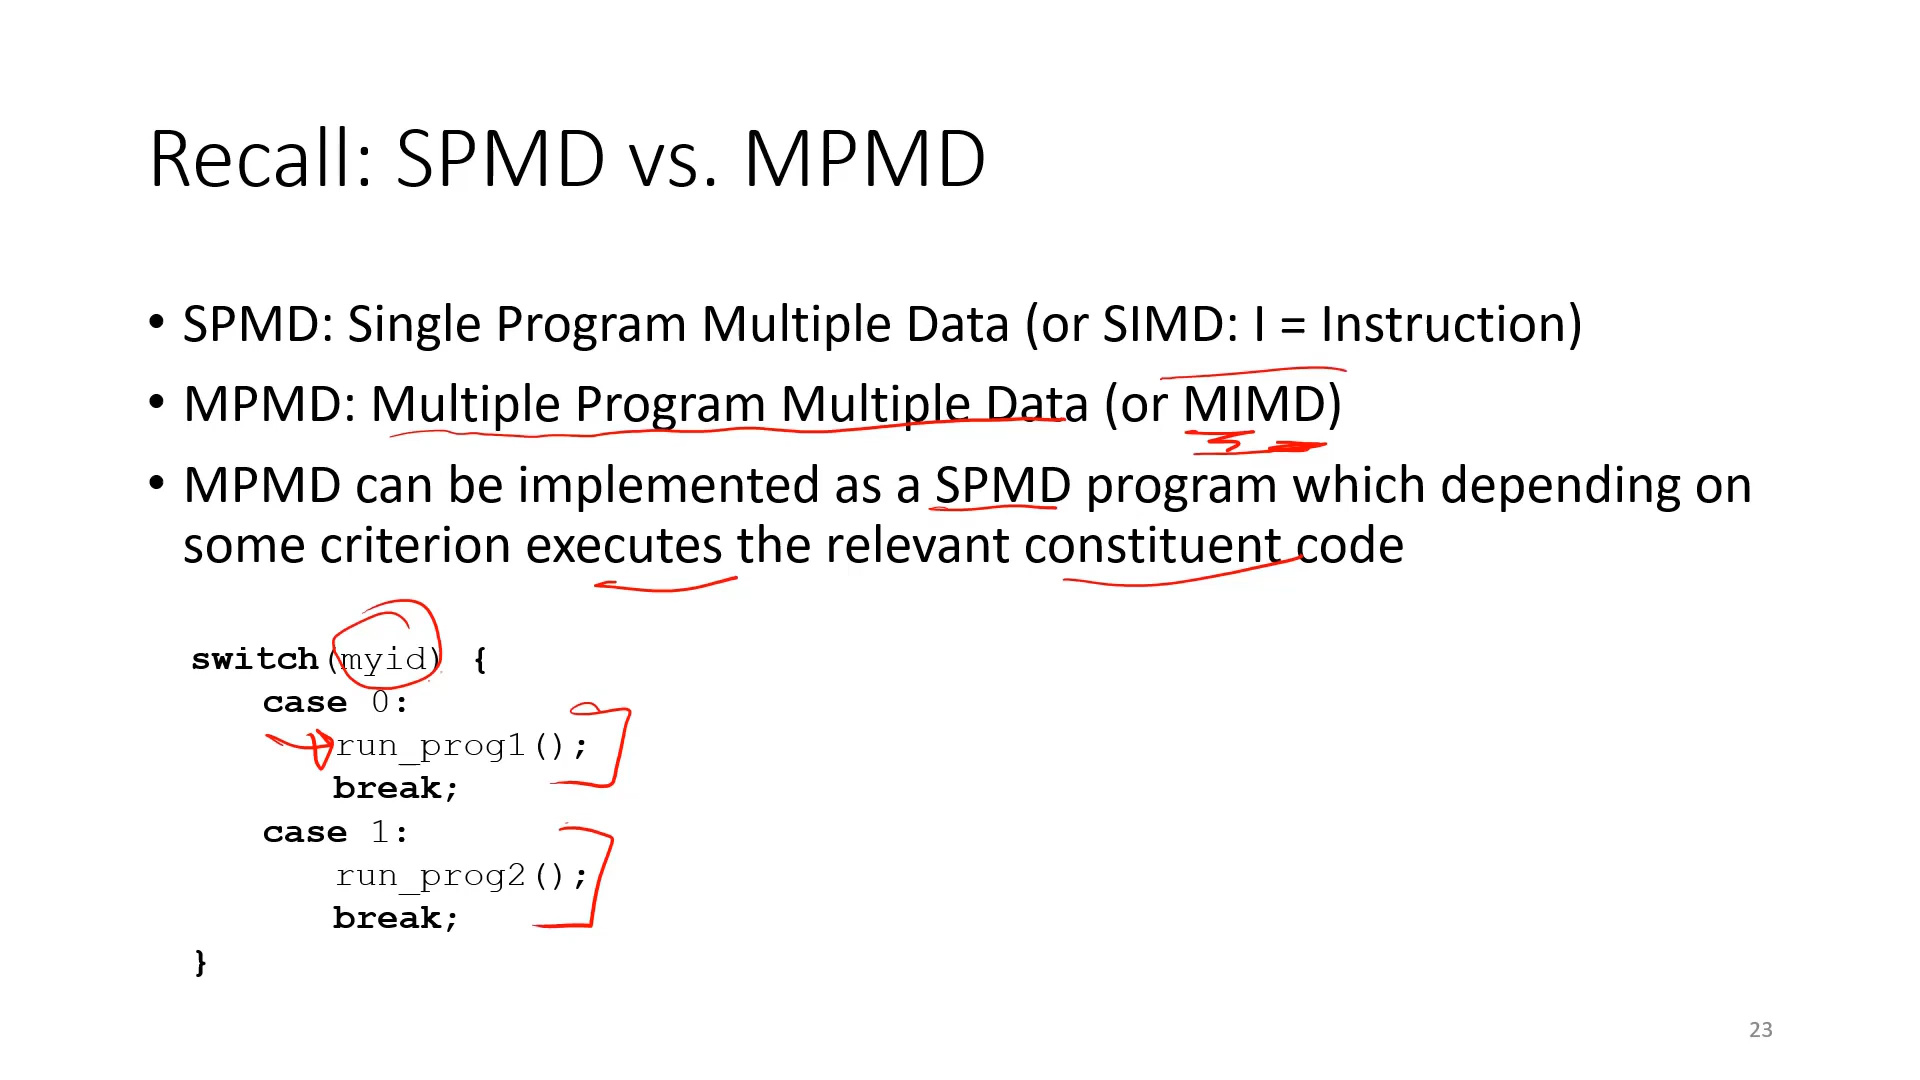 Recall: SPMD vs. MPMD
• SPMD: Single Program Multiple Data (or SIMD: I = Instruction)
• MPMD: Multiple Program Multiple Data (or MIMD)
• MPMD can be implemented as a SPMD program which depending on
some criterion executes the relevant constituent code
switch(myid) {
case 0:
run_prog1();
break;
case 1:
run_prog2();
break;
}
23